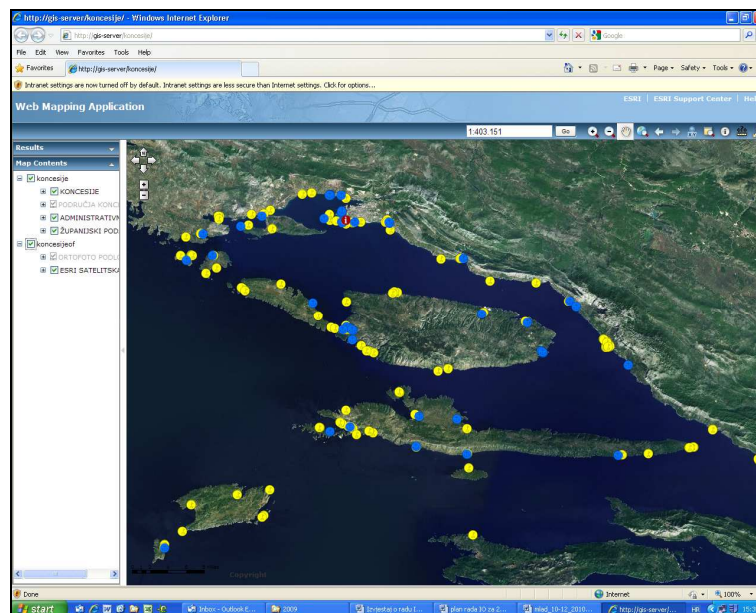 http://gis-server/koncesije/ - Windows Internet Explorer
http://gis-server/koncesije/
Google
File Edit View Favorites Tools Help
Favorites http://gis-server/koncesije/ Page Safety Tools
Intranet settings are now turned off by default. Intranet settings are less secure than Internet settings. Click for options...
ESRI ESRI Support Center Hel
Web Mapping Application
1:403.151 Go
Results
Map Contents
koncesije
KONCESIJE
PODRUČJA KONCE
ADMINISTRATIVN
ŽUPANIJSKI POD
koncesijeof
ORTOFOTO PODLO
ESRI SATELITSKA
Copyright
Done Internet 100%
start Inbox - Outlook E... 2009 Izvjestaj o radu I... plan rada IO za 2... mlad_10-12_2010... http://gis-server/... HR